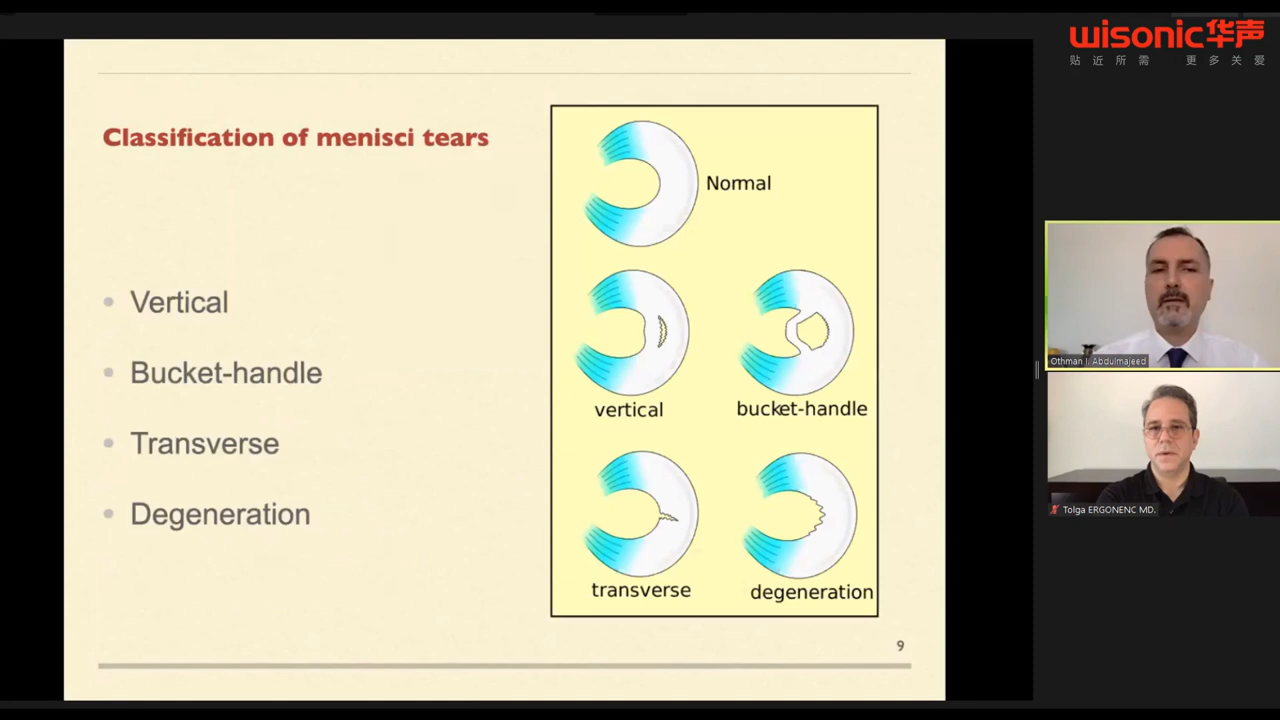 wisonic华声
贴近所需 更多关爱
Classification of menisci tears
Vertical
Bucket-handle
Transverse
Degeneration
Normal
vertical
bucket-handle
transverse
degeneration
9
Othman I. Abdulmajeed
Tolga ERGONENC MD.